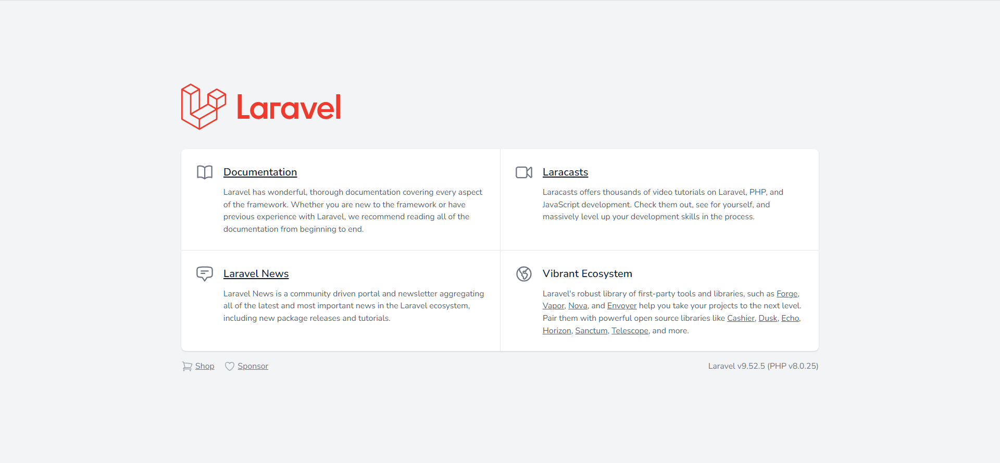 Laravel
Documentation
Laravel has wonderful, thorough documentation covering every aspect
of the framework. Whether you are new to the framework or have
previous experience with Laravel, we recommend reading all of the
documentation from beginning to end.
Laracasts
Laracasts offers thousands of video tutorials on Laravel, PHP, and
JavaScript development. Check them out, see for yourself, and
massively level up your development skills in the process.
Laravel News
Laravel News is a community driven portal and newsletter aggregating
all of the latest and most important news in the Laravel ecosystem,
including new package releases and tutorials.
Vibrant Ecosystem
Laravel's robust library of first-party tools and libraries, such as Forge,
Vapor, Nova, and Envoyer help you take your projects to the next level.
Pair them with powerful open source libraries like Cashier, Dusk, Echo,
Horizon, Sanctum, Telescope, and more.
Shop Sponsor
Laravel v9.52.5 (PHP v8.0.25)